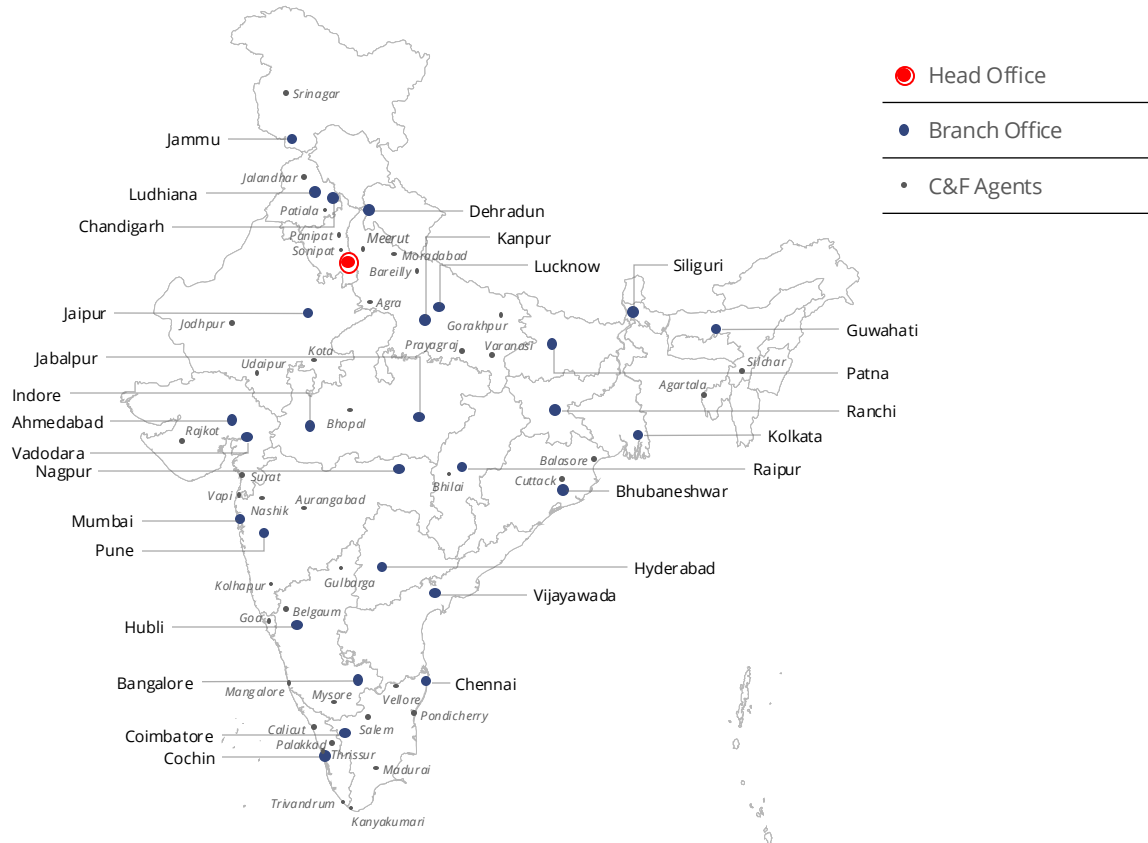 Head Office
Branch Office
C&F Agents
Srinagar
Jammu
Jalandhar
Ludhiana
Patiala
Dehradun
Chandigarh
Panipat
Meerut
Kanpur
Sonipat
Moradabad
Lucknow
Siliguri
Bareilly
Agra
Jaipur
Jodhpur
Gorakhpur
Guwahati
Prayagraj
Varanasi
Kota
Jabalpur
Udaipur
Silchar
Patna
Agartala
Indore
Ranchi
Ahmedabad
Bhopal
Rajkot
Kolkata
Vadodara
Balasore
Nagpur
Raipur
Surat
Cuttack
Bhilai
Bhubaneshwar
Vapi
Aurangabad
Nashik
Mumbai
Pune
Hyderabad
Gulbarga
Kolhapur
Vijayawada
Belgaum
Goa
Hubli
Bangalore
Chennai
Mangalore
Mysore
Vellore
Pondicherry
Calicut
Salem
Coimbatore
Palakkad
Thrissur
Cochin
Madurai
Trivandrum
Kanyakumari